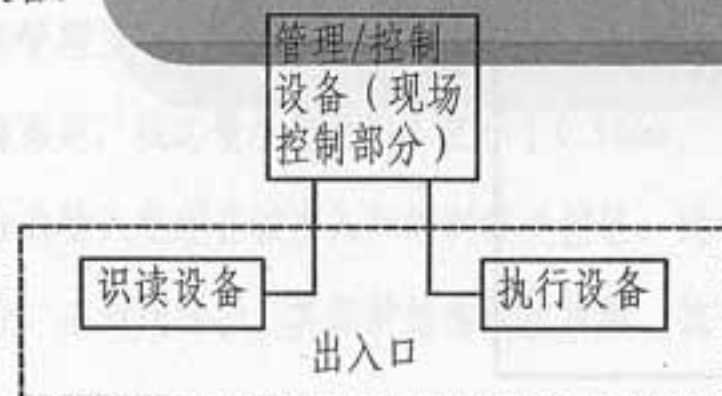 管理/控制
设备（现场
控制部分）
识读设备
执行设备
出入口